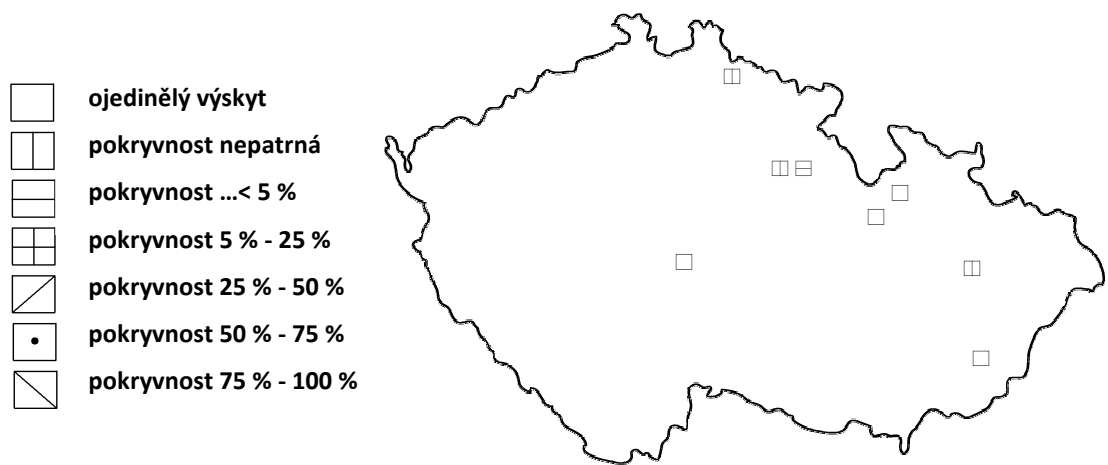 ojedinělý výskyt
pokryvnost nepatrná
pokryvnost ...< 5 %
pokryvnost 5 % - 25 %
pokryvnost 25 % - 50 %
pokryvnost 50 % - 75 %
pokryvnost 75 % - 100 %